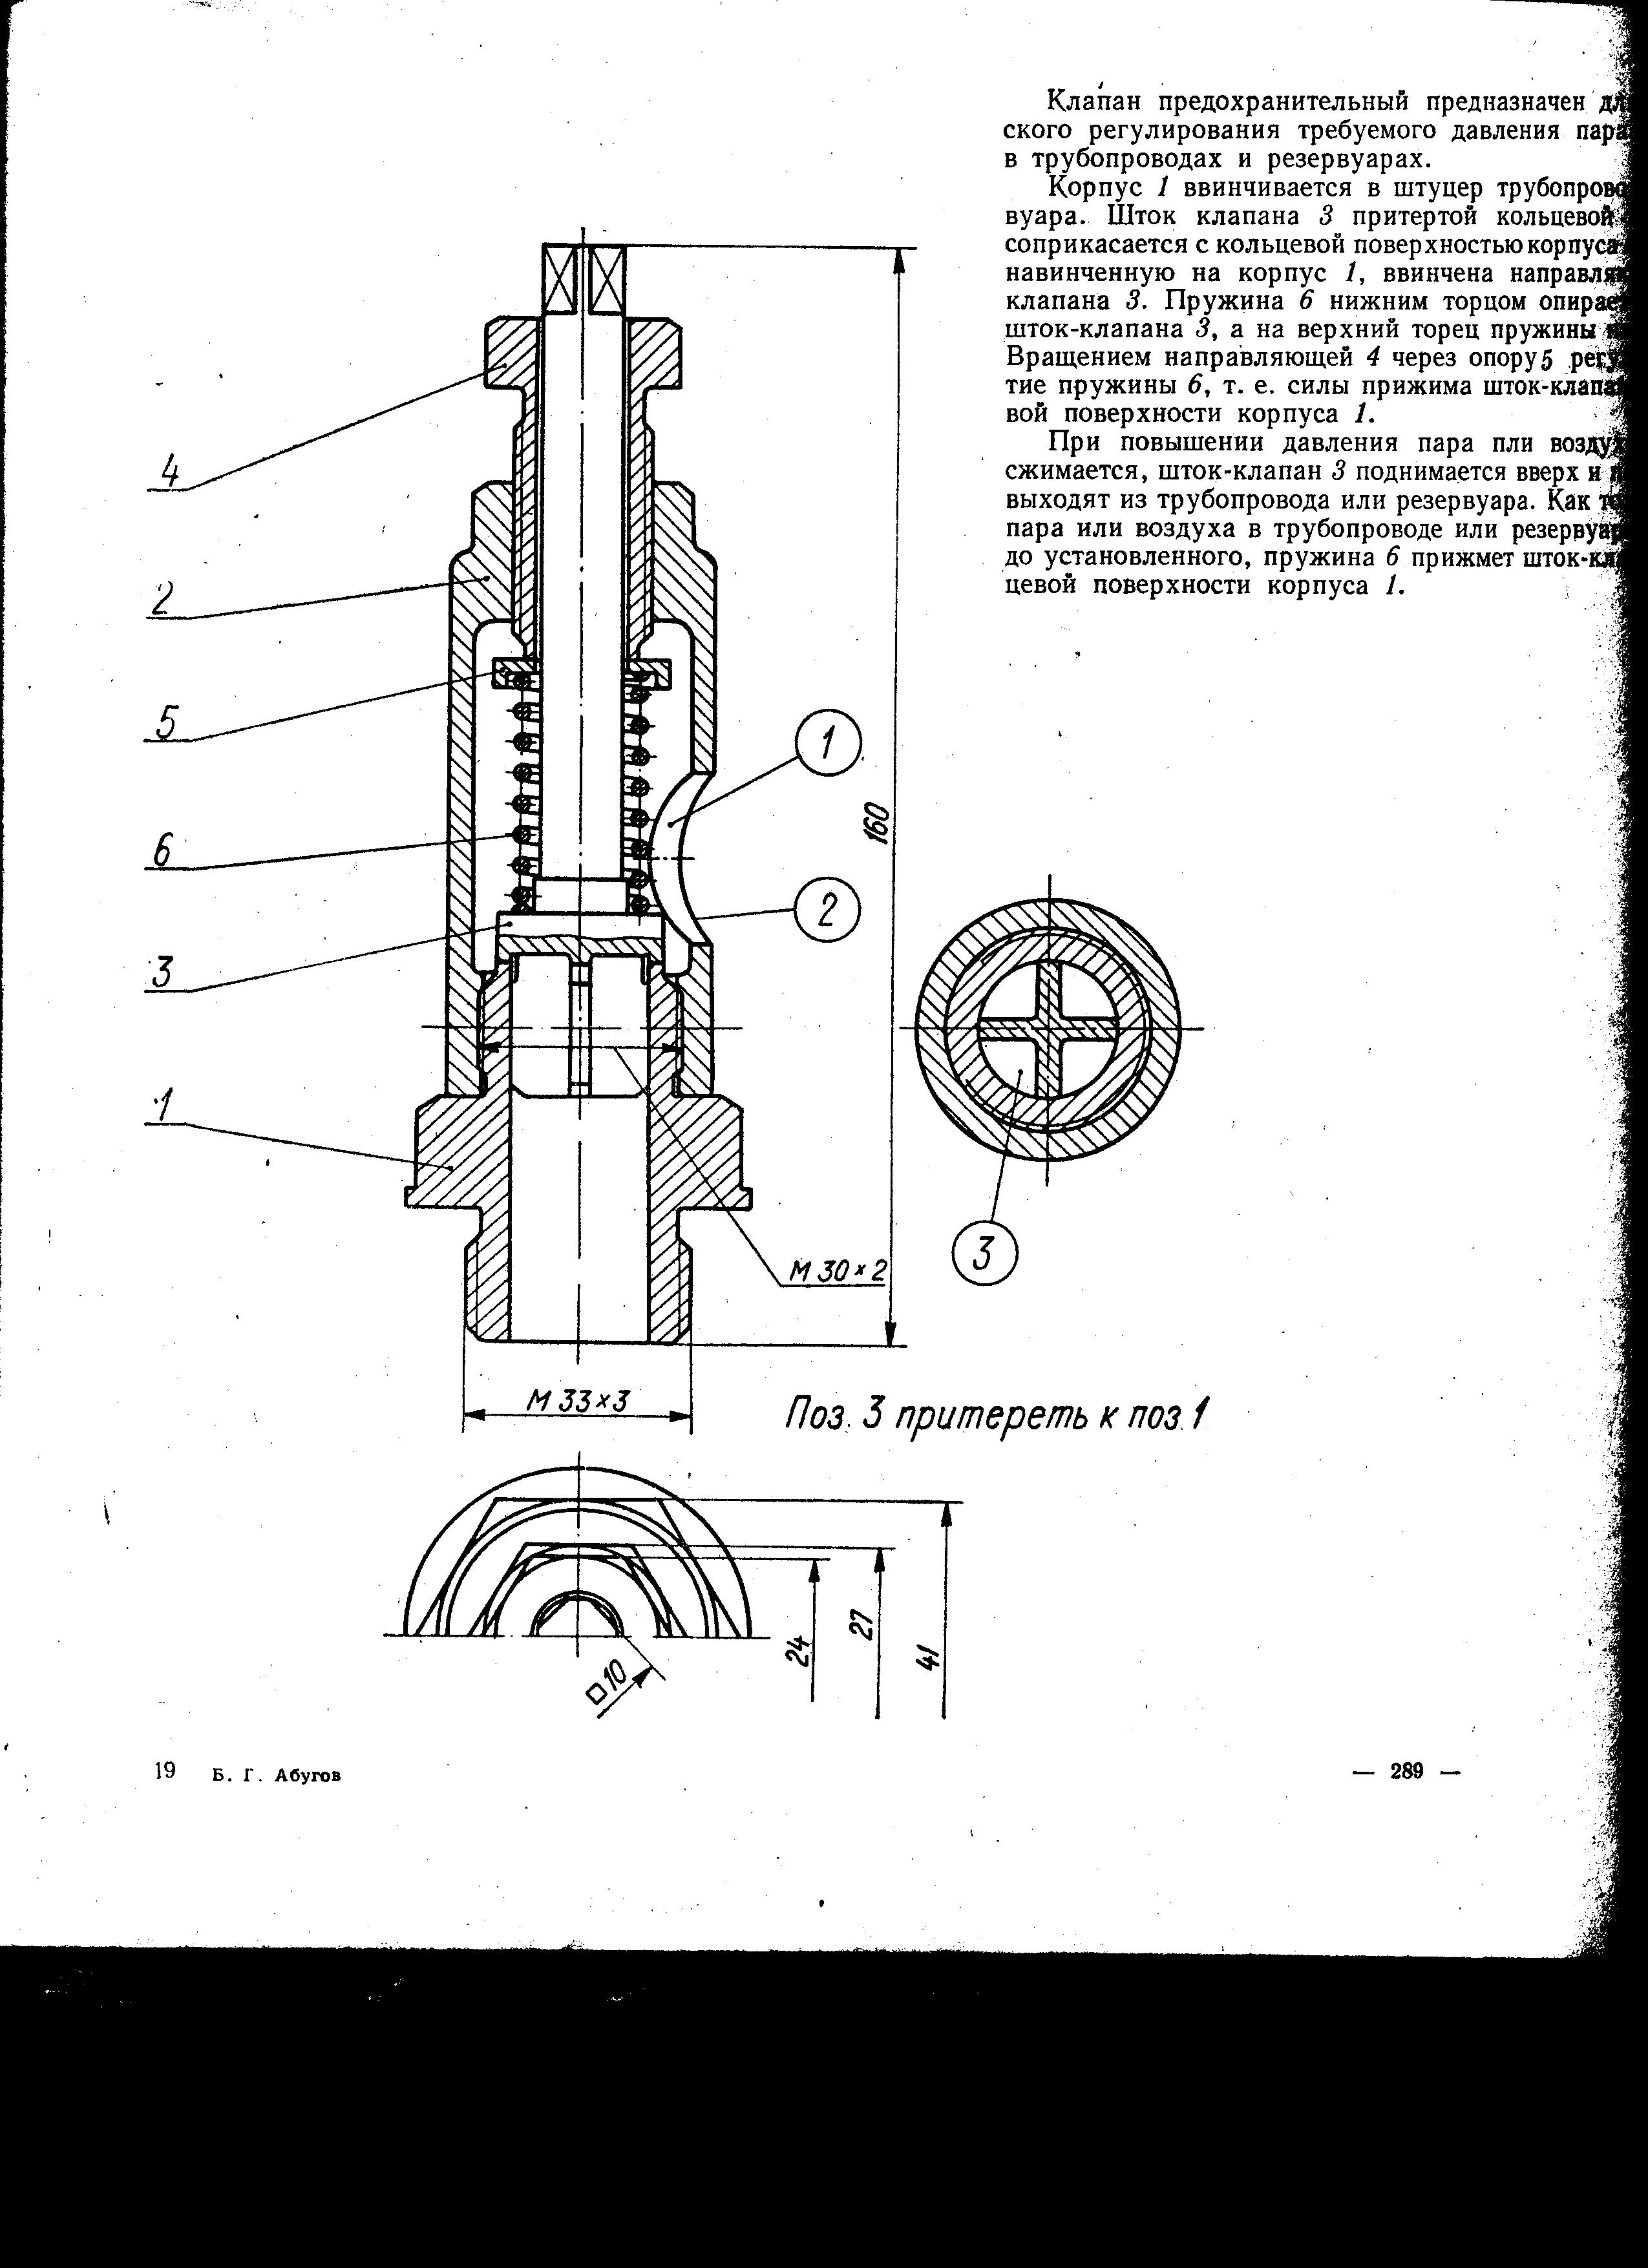 Клапан предохранительный предназначен
ского регулирования требуемого давления пара
в трубопроводах и резервуарах.
Корпус 1 ввинчивается в штуцер
вуара. Шток клапана 3 притертой кольцевой
соприкасается с кольцевой поверхностью корпуса
навинченную на корпус 1, ввинчена
клапана 3. Пружина 6 нижним торцом
шток-клапана 3, а на верхний торец пружины
Вращением направляющей 4 через опору 5
тие пружины 6, т. е. силы прижима
вой поверхности корпуса 1.
При повышении давления пара пли
сжимается, шток-клапан 3 поднимается вверх и
выходят из трубопровода или резервуара. Как
пара или воздуха в трубопроводе или
до установленного, пружина 6 прижмет
цевой поверхности корпуса 1.
4
2
5
1
6
160
2
3
1
3
М 30×2
М 33×3
Поз. 3 притереть к поз. 1
□10
24
27
41
19 Б. Г. Абугов
— 289 —